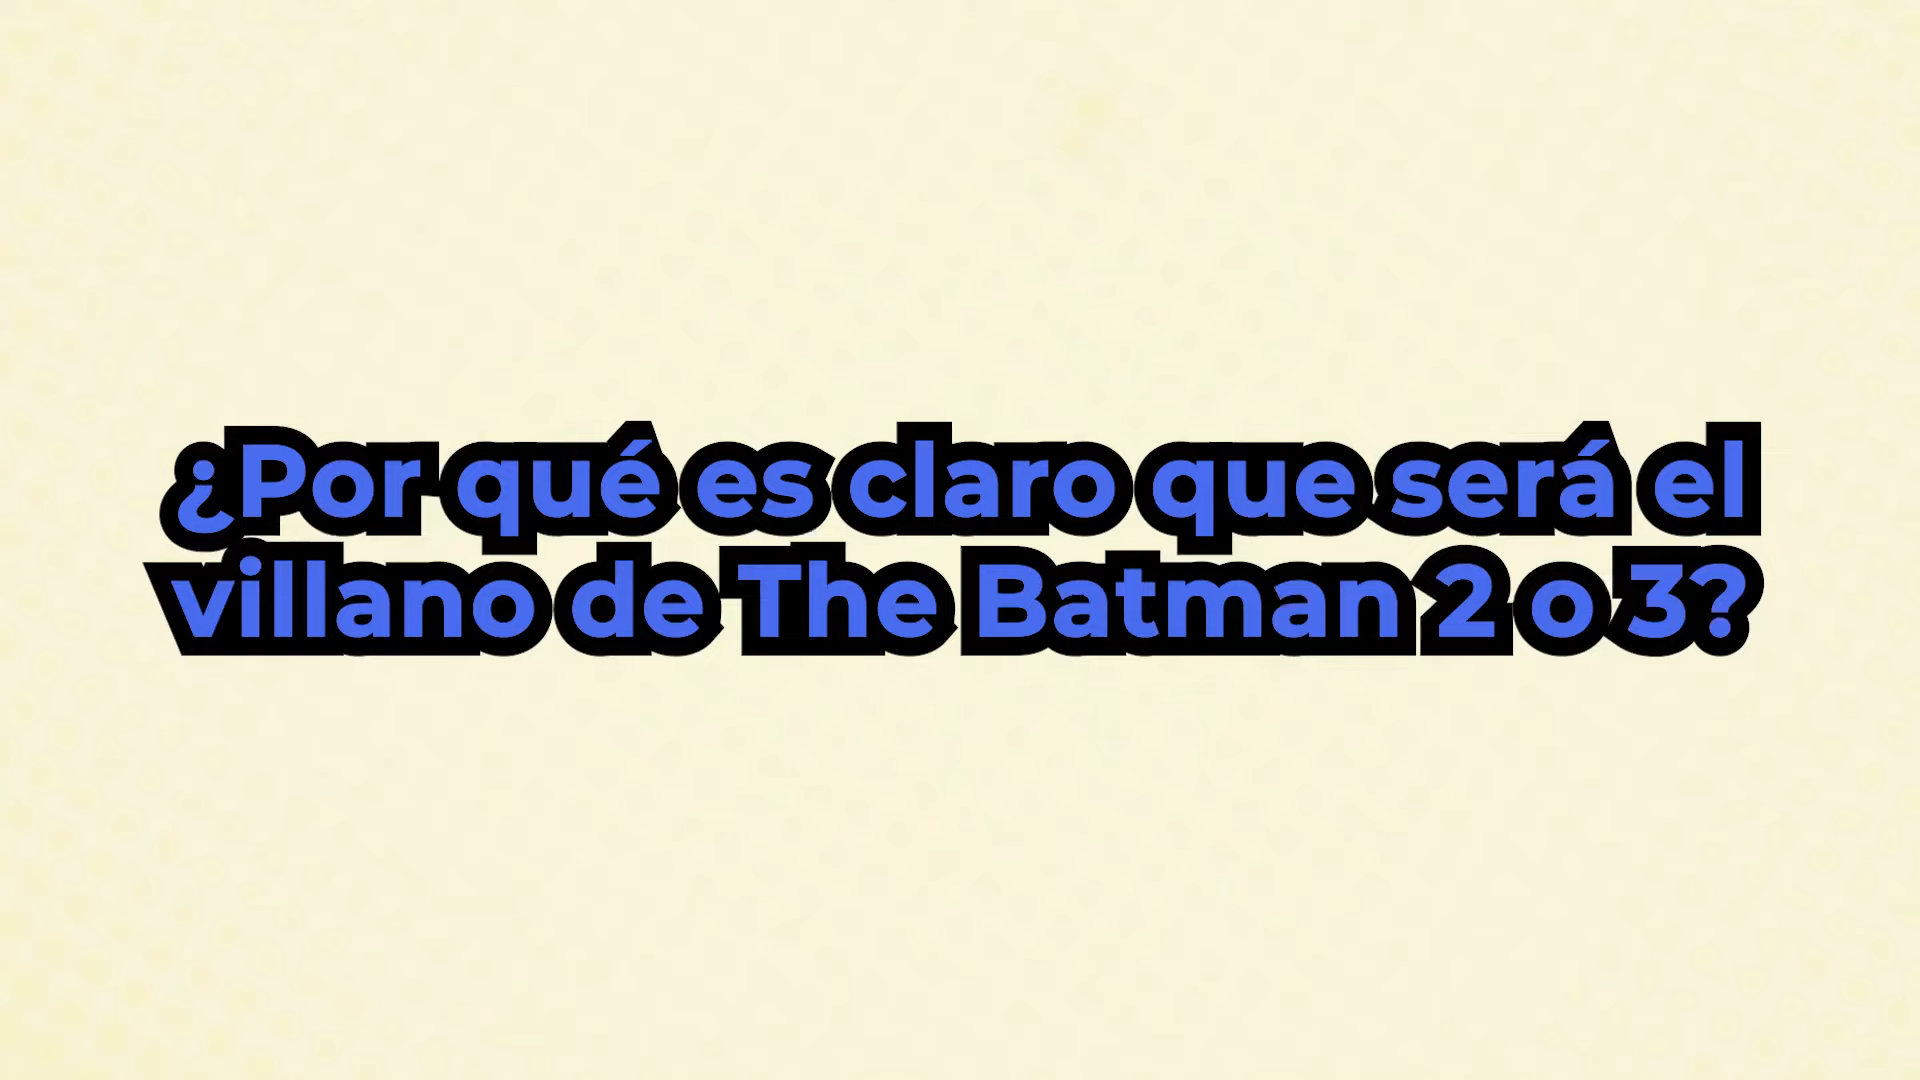 ¿Por qué es claro que será el
villano de The Batman 2 o 3?